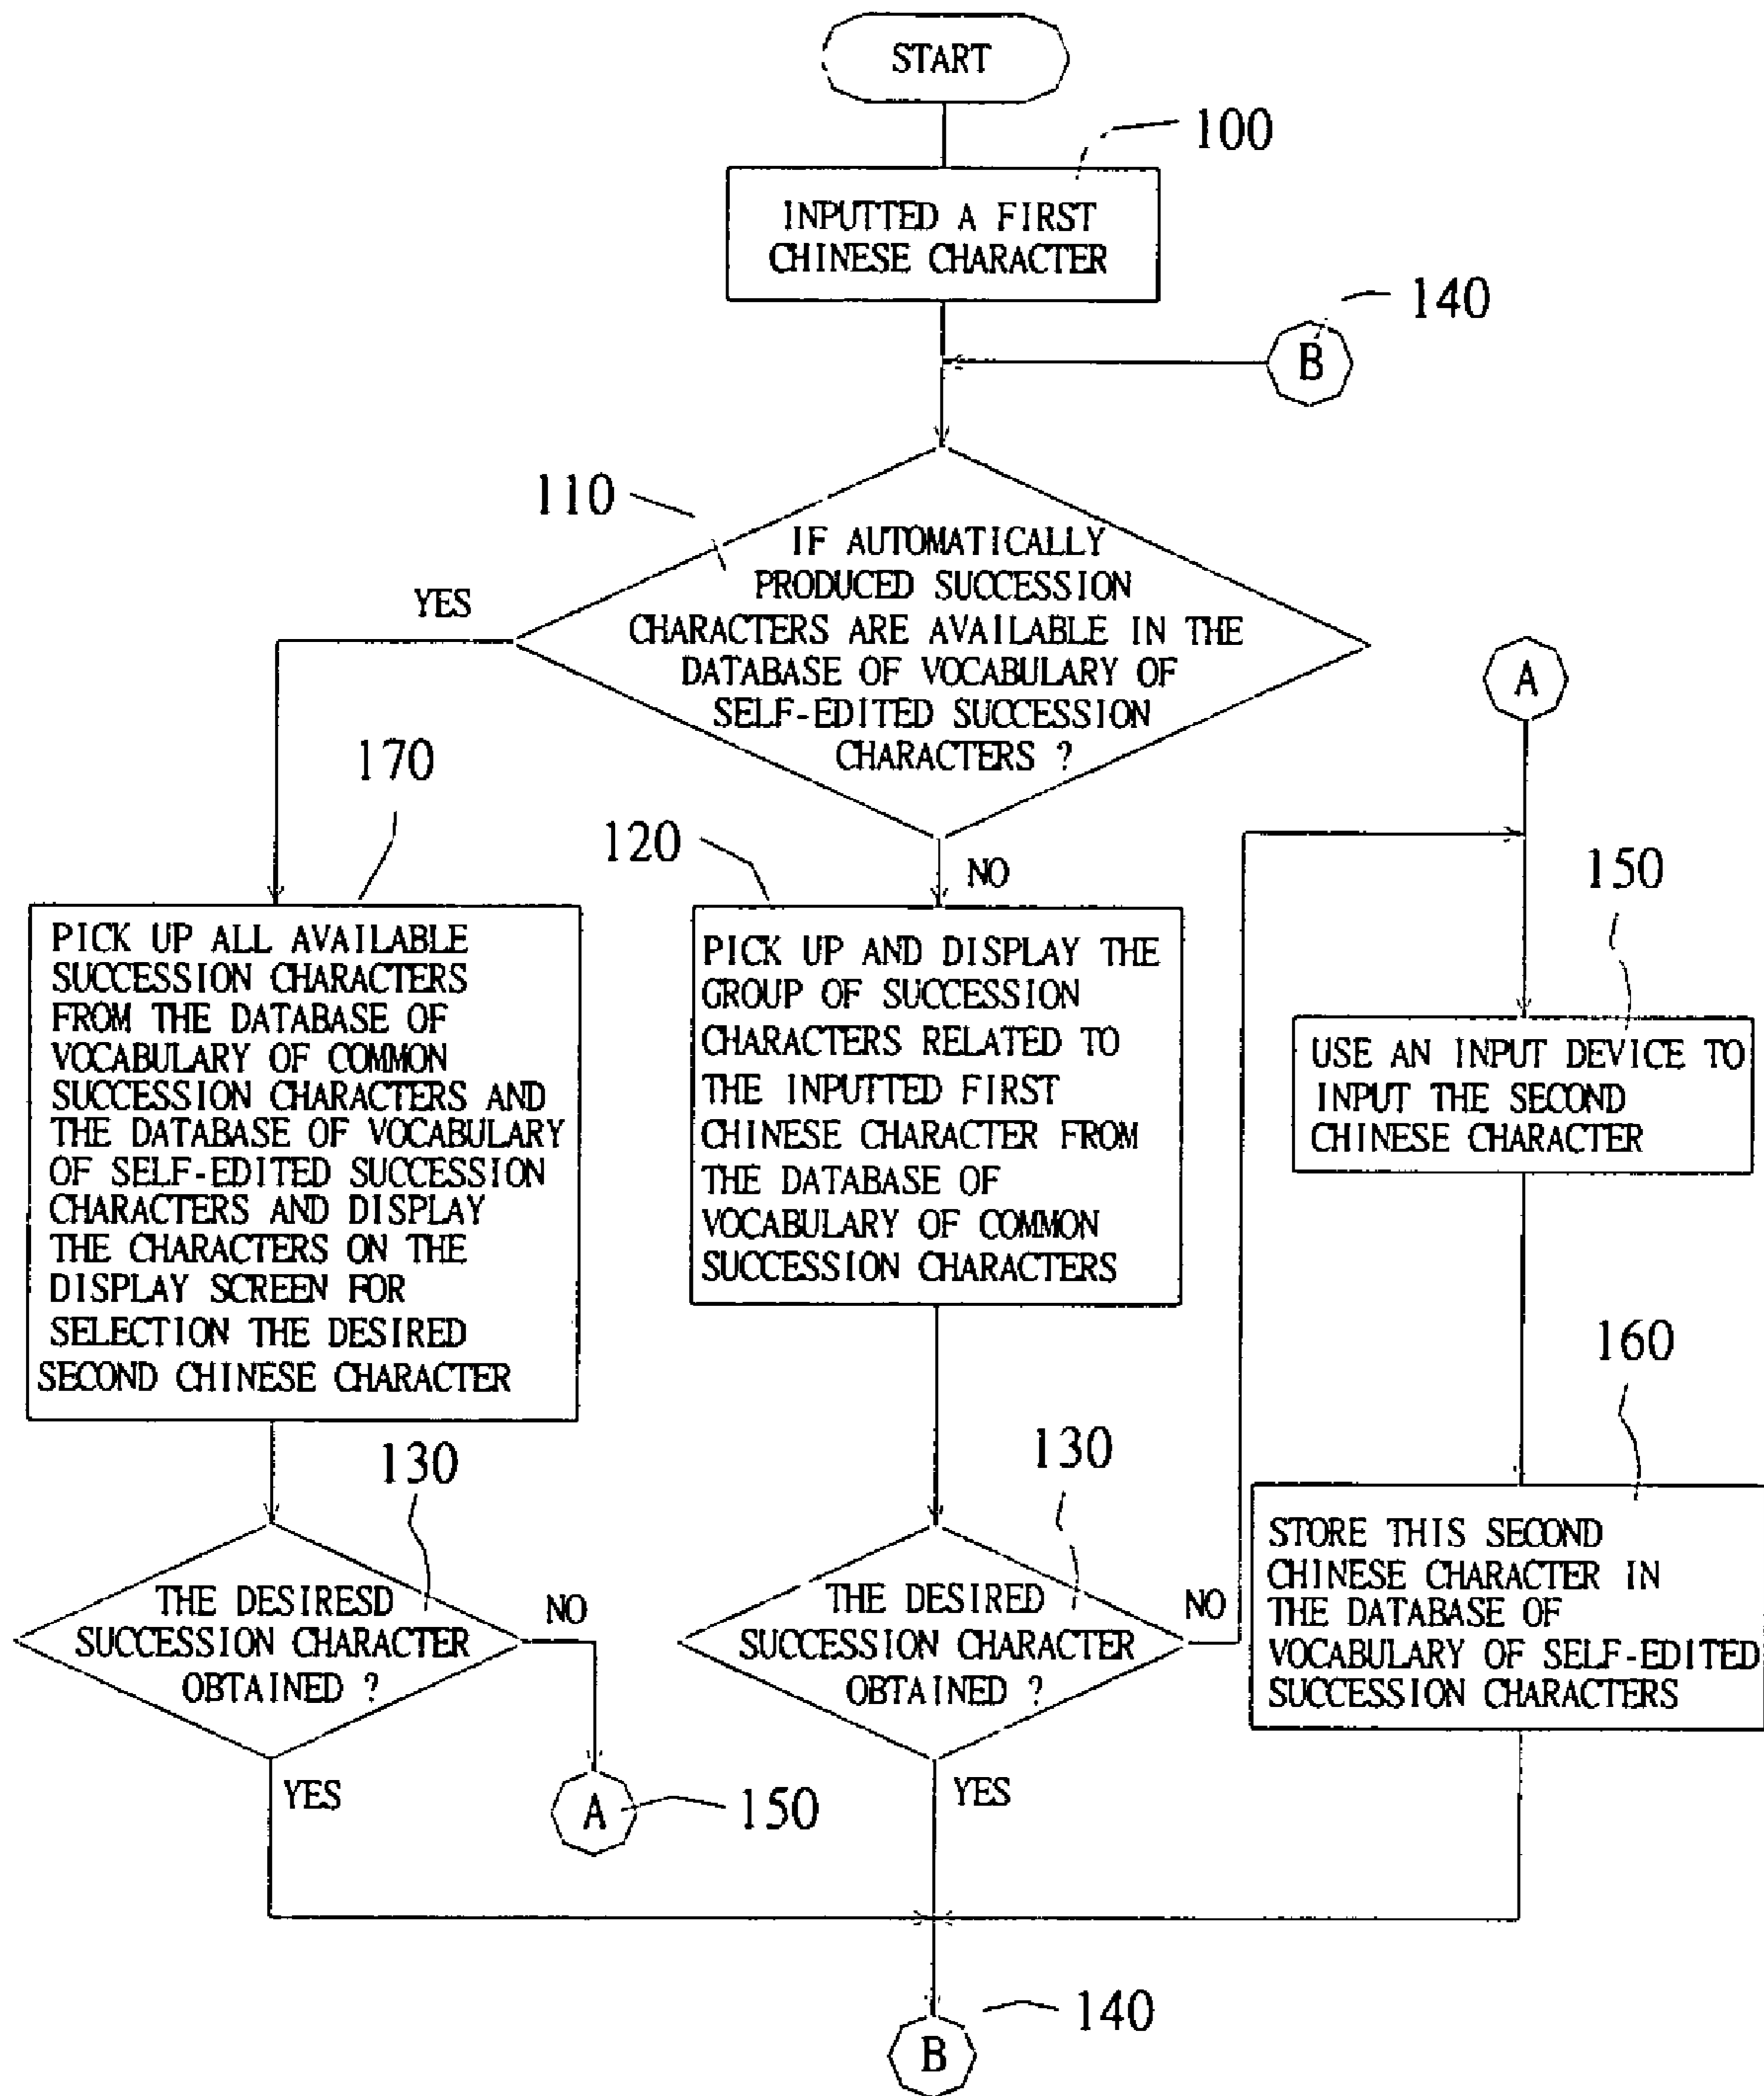 START
100
INPUTTED A FIRST
CHINESE CHARACTER
140
B
110
IF AUTOMATICALLY
PRODUCED SUCCESSION
CHARACTERS ARE AVAILABLE IN THE
DATABASE OF VOCABULARY OF
SELF-EDITED SUCCESSION
CHARACTERS ?
YES
NO
A
170
PICK UP ALL AVAILABLE
SUCCESSION CHARACTERS
FROM THE DATABASE OF
VOCABULARY OF COMMON
SUCCESSION CHARACTERS AND
THE DATABASE OF VOCABULARY
OF SELF-EDITED SUCCESSION
CHARACTERS AND DISPLAY
THE CHARACTERS ON THE
DISPLAY SCREEN FOR
SELECTION THE DESIRED
SECOND CHINESE CHARACTER
120
PICK UP AND DISPLAY THE
GROUP OF SUCCESSION
CHARACTERS RELATED TO
THE INPUTTED FIRST
CHINESE CHARACTER FROM
THE DATABASE OF
VOCABULARY OF COMMON
SUCCESSION CHARACTERS
150
USE AN INPUT DEVICE TO
INPUT THE SECOND
CHINESE CHARACTER
160
STORE THIS SECOND
CHINESE CHARACTER IN
THE DATABASE OF
VOCABULARY OF SELF-EDITED
SUCCESSION CHARACTERS
130
THE DESIRESD
SUCCESSION CHARACTER
OBTAINED ?
NO
YES
A
150
130
THE DESIRED
SUCCESSION CHARACTER
OBTAINED ?
NO
YES
140
B